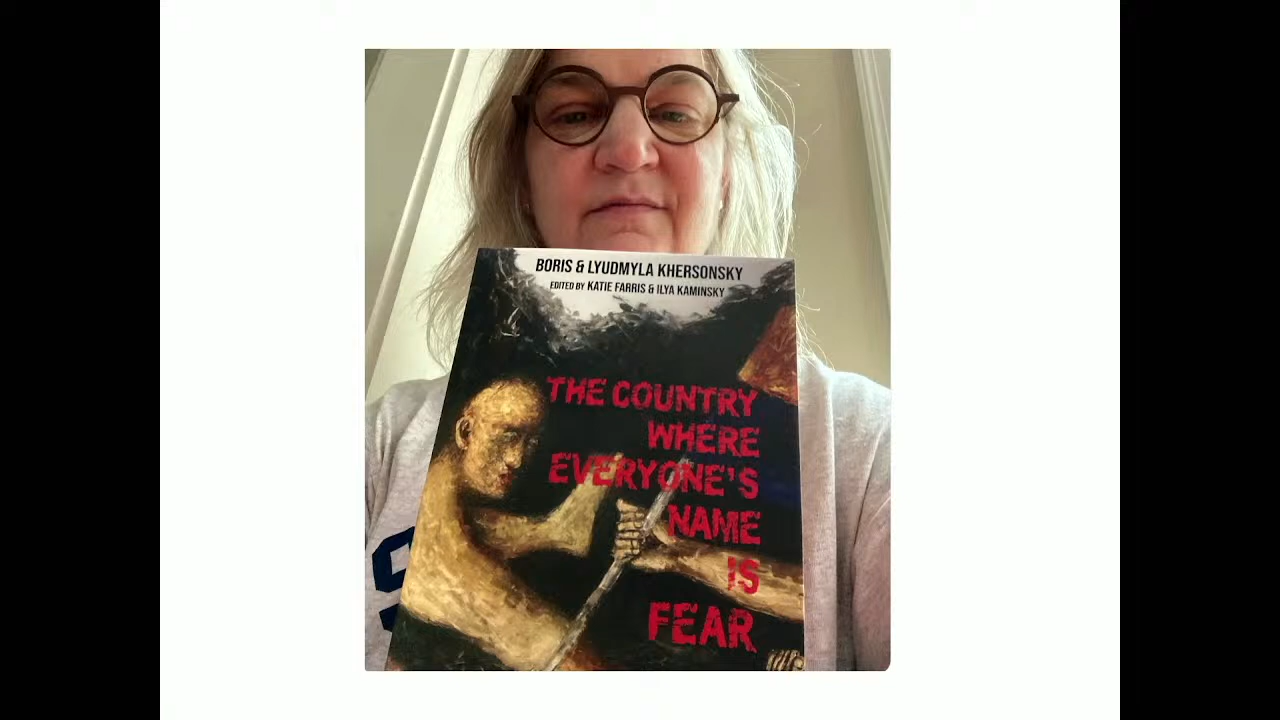 BORIS & LYUDMYLA KHERSONSKY
EDITED BY KATIE FARRIS & ILYA KAMINSKY
THE COUNTRY
WHERE
EVERYONE'S
NAME
IS
FEAR
S